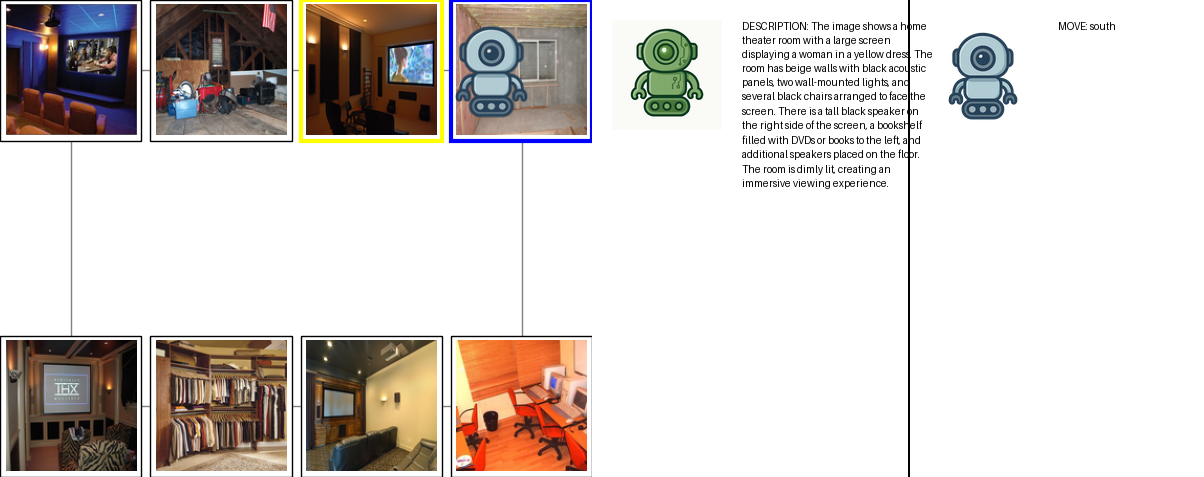 DESCRIPTION: The image shows a home
theater room with a large screen
displaying a woman in a yellow dress. The
room has beige walls with black acoustic
panels, two wall-mounted lights, and
several black chairs arranged to face the
screen. There is a tall black speaker on
the right side of the screen, a bookshelf
filled with DVDs or books to the left, and
additional speakers placed on the floor.
The room is dimly lit, creating an
immersive viewing experience.
MOVE: south
THX